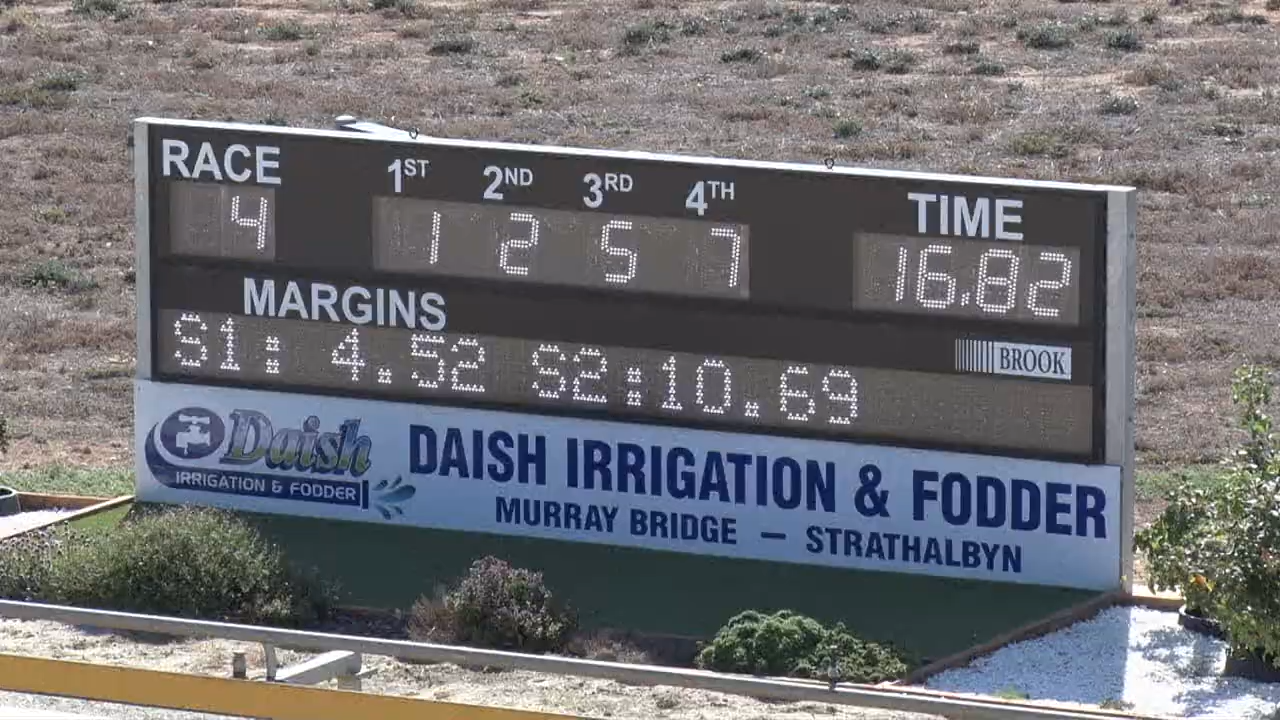 RACE 1ST 2ND 3RD 4TH TIME
4 1 2 5 7 16.82
MARGINS
S1: 4.52 S2:10.69
BROOK
Daish
IRRIGATION & FODDER
DAISH IRRIGATION & FODDER
MURRAY BRIDGE – STRATHALBYN